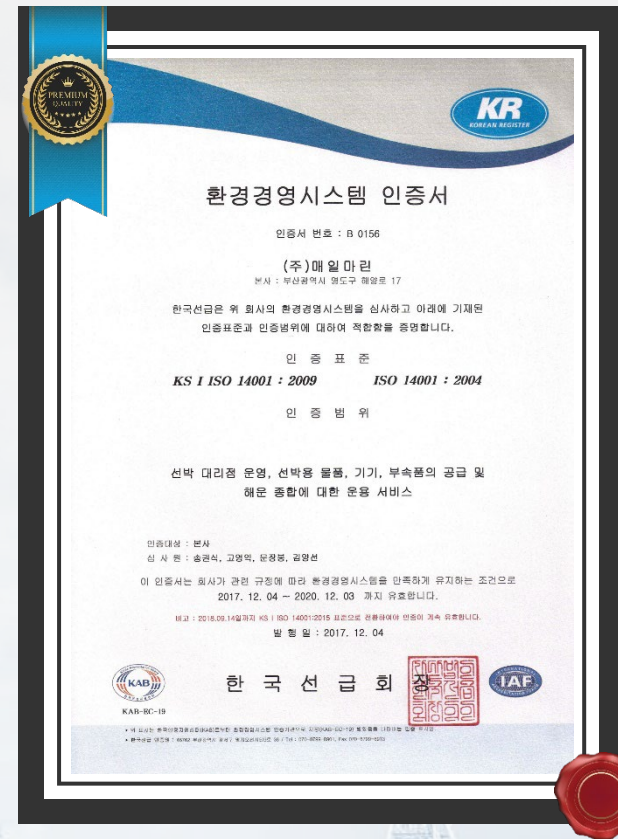 PREMIUM
QUALITY
KR
KOREAN REGISTER
환경경영시스템 인증서
인증서 번호 : B 0156
(주)매일마린
본사 : 부산광역시 영도구 해양로 17
한국선급은 위 회사의 환경경영시스템을 심사하고 아래에 기재된
인증표준과 인증범위에 대하여 적합함을 증명합니다.
인 증 표 준
KS I ISO 14001 : 2009 ISO 14001 : 2004
인 증 범 위
선박 대리점 운영, 선박용 물품, 기기, 부속품의 공급 및
해운 종합에 대한 운용 서비스
인증대상 : 본사
심 사 원 : 송권식, 고영억, 문장봉, 김양선
이 인증서는 회사가 관련 규정에 따라 환경경영시스템을 만족하게 유지하는 조건으로
2017. 12. 04 ~ 2020. 12. 03 까지 유효합니다.
비고 : 2018.09.14일까지 KS I ISO 14001:2015 표준으로 전환하여야 인증이 계속 유효합니다.
발 행 일 : 2017. 12. 04
한 국 선 급 회 장
KAB
IAF
KAB-EC-19